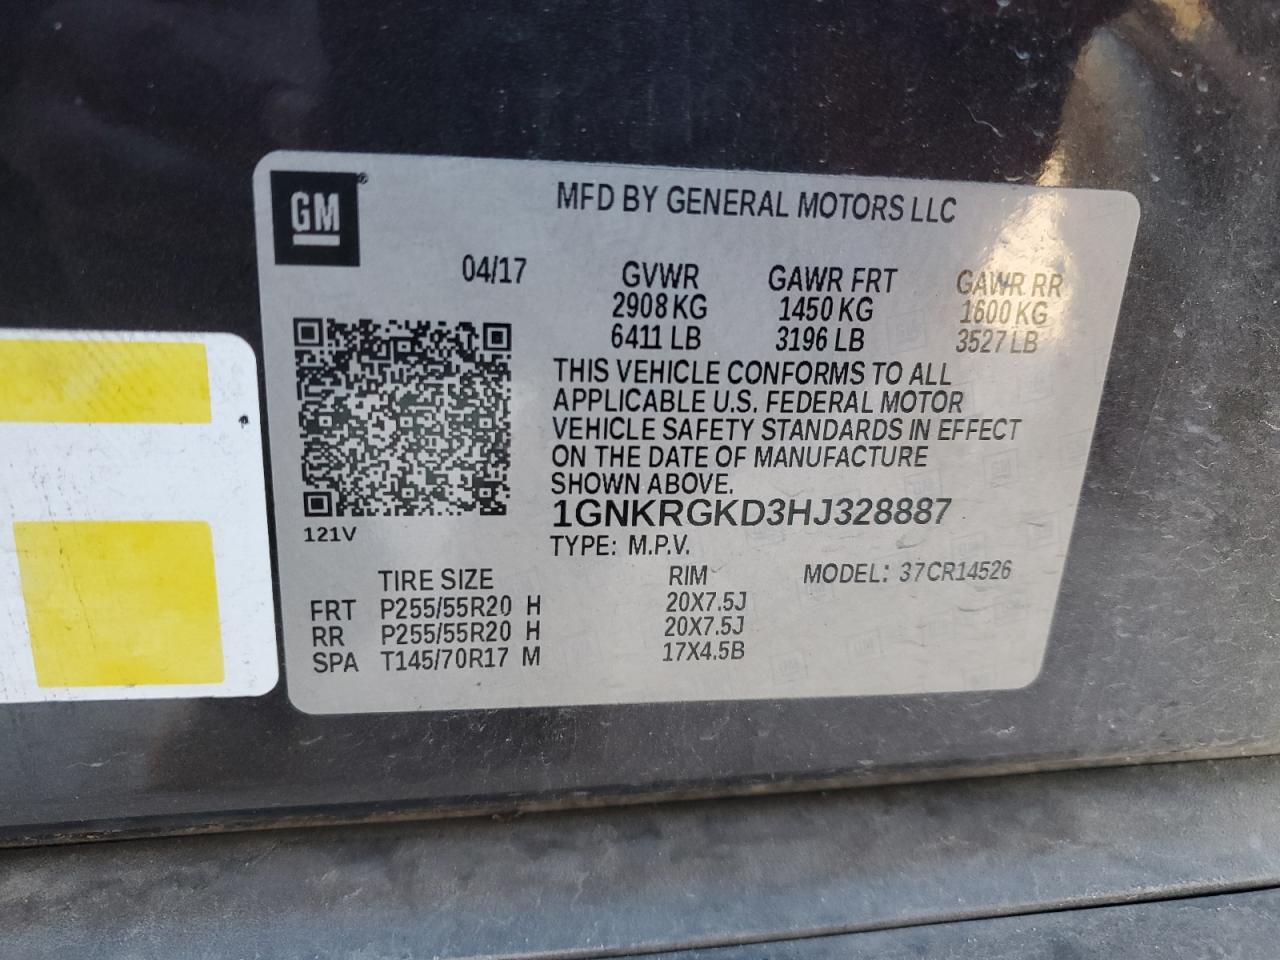 GM®
MFD BY GENERAL MOTORS LLC
04/17 GVWR GAWR FRT GAWR RR
2908 KG 1450 KG 1600 KG
6411 LB 3196 LB 3527 LB
THIS VEHICLE CONFORMS TO ALL
APPLICABLE U.S. FEDERAL MOTOR
VEHICLE SAFETY STANDARDS IN EFFECT
ON THE DATE OF MANUFACTURE
SHOWN ABOVE.
1GNKRGKD3HJ328887
121V
TYPE: M.P.V.
TIRE SIZE RIM MODEL: 37CR14526
FRT P255/55R20 H 20X7.5J
RR P255/55R20 H 20X7.5J
SPA T145/70R17 M 17X4.5B